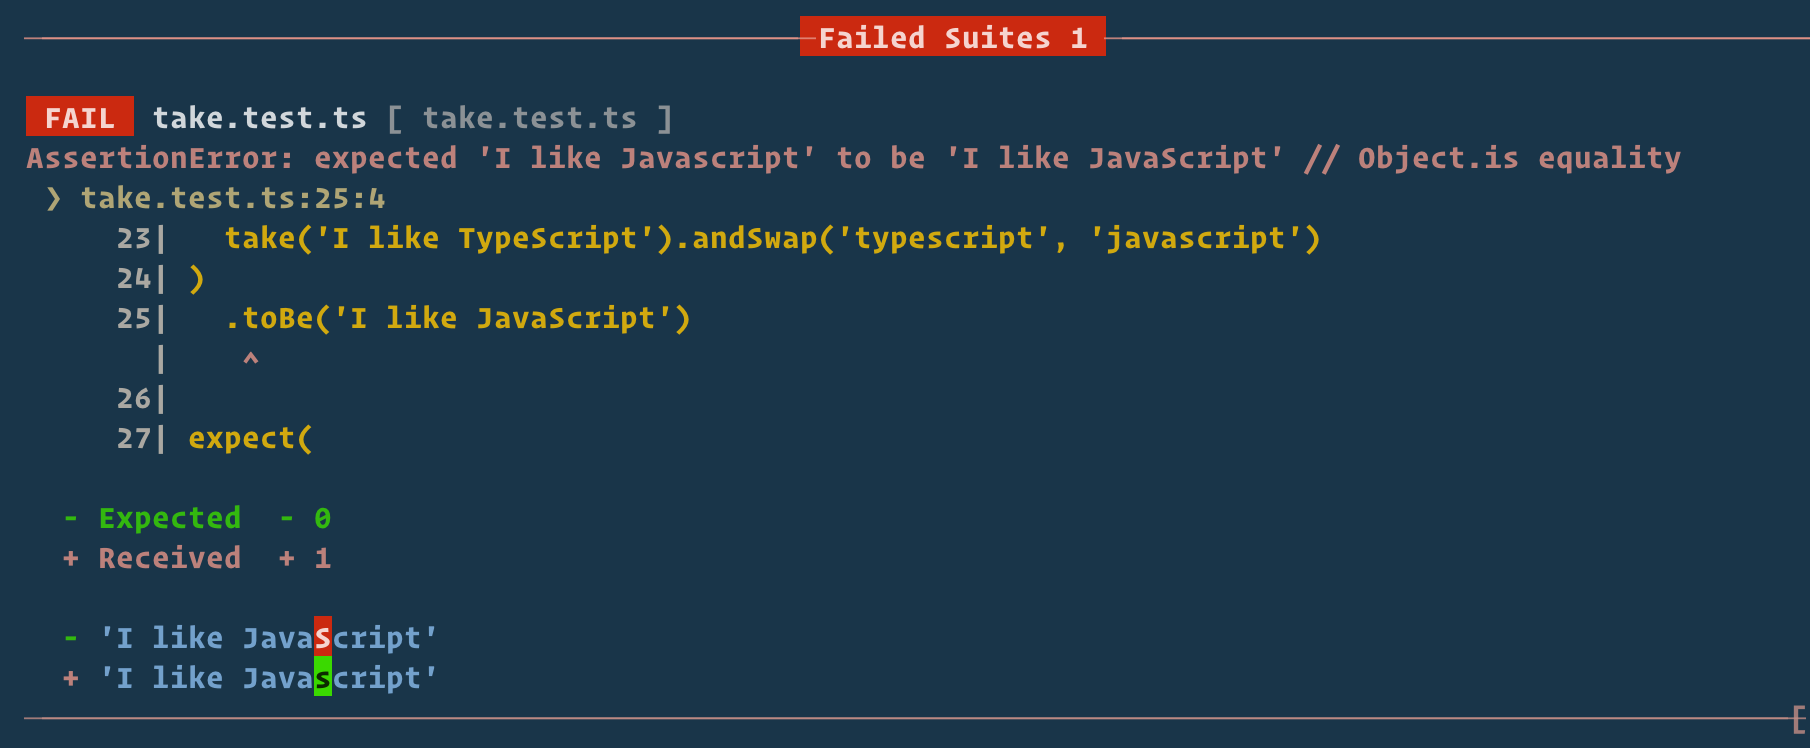 Failed Suites 1
FAIL take.test.ts [ take.test.ts ]
AssertionError: expected 'I like Javascript' to be 'I like JavaScript' // Object.is equality
❯ take.test.ts:25:4
23|   take('I like TypeScript').andSwap('typescript', 'javascript')
24| )
25|   .toBe('I like JavaScript')
|    ^
26|
27| expect(
- Expected  - 0
+ Received  + 1
- 'I like JavaScript'
+ 'I like Javascript'
[